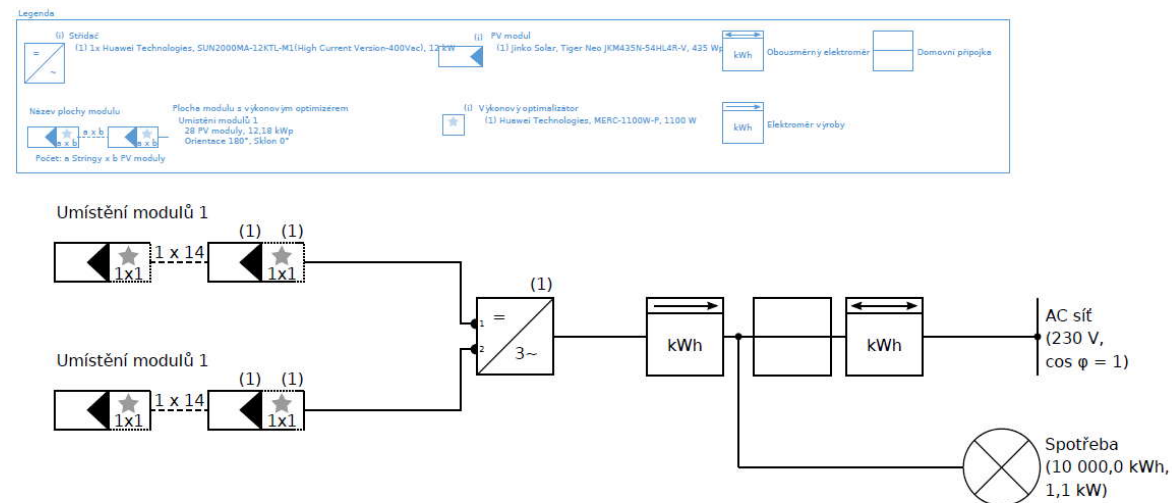 Legenda
(i) Střídač
(1) 1x Huawei Technologies, SUN2000MA-12KTL-M1(High Current Version-400Vac), 12 kW
=
~
(i) PV modul
(1) Jinko Solar, Tiger Neo JKM435N-54HL4R-V, 435 Wp
kWh
Obousměrný elektroměr
Domovní přípojka
Název plochy modulu
a x b
a x b
a x b
Počet: a Stringy x b PV moduly
Plocha modulu s výkonovým optimizérem
Umístění modulů 1
28 PV moduly, 12,18 kWp
Orientace 180°, Sklon 0°
(i) Výkonový optimalizátor
(1) Huawei Technologies, MERC-1100W-P, 1100 W
kWh
Elektroměr výroby
Umístění modulů 1
(1) (1)
1x1
1 x 14
1x1
(1)
1
2
=
3~
kWh
kWh
AC síť
(230 V,
cos φ = 1)
Umístění modulů 1
(1) (1)
1x1
1 x 14
1x1
Spotřeba
(10 000,0 kWh,
1,1 kW)